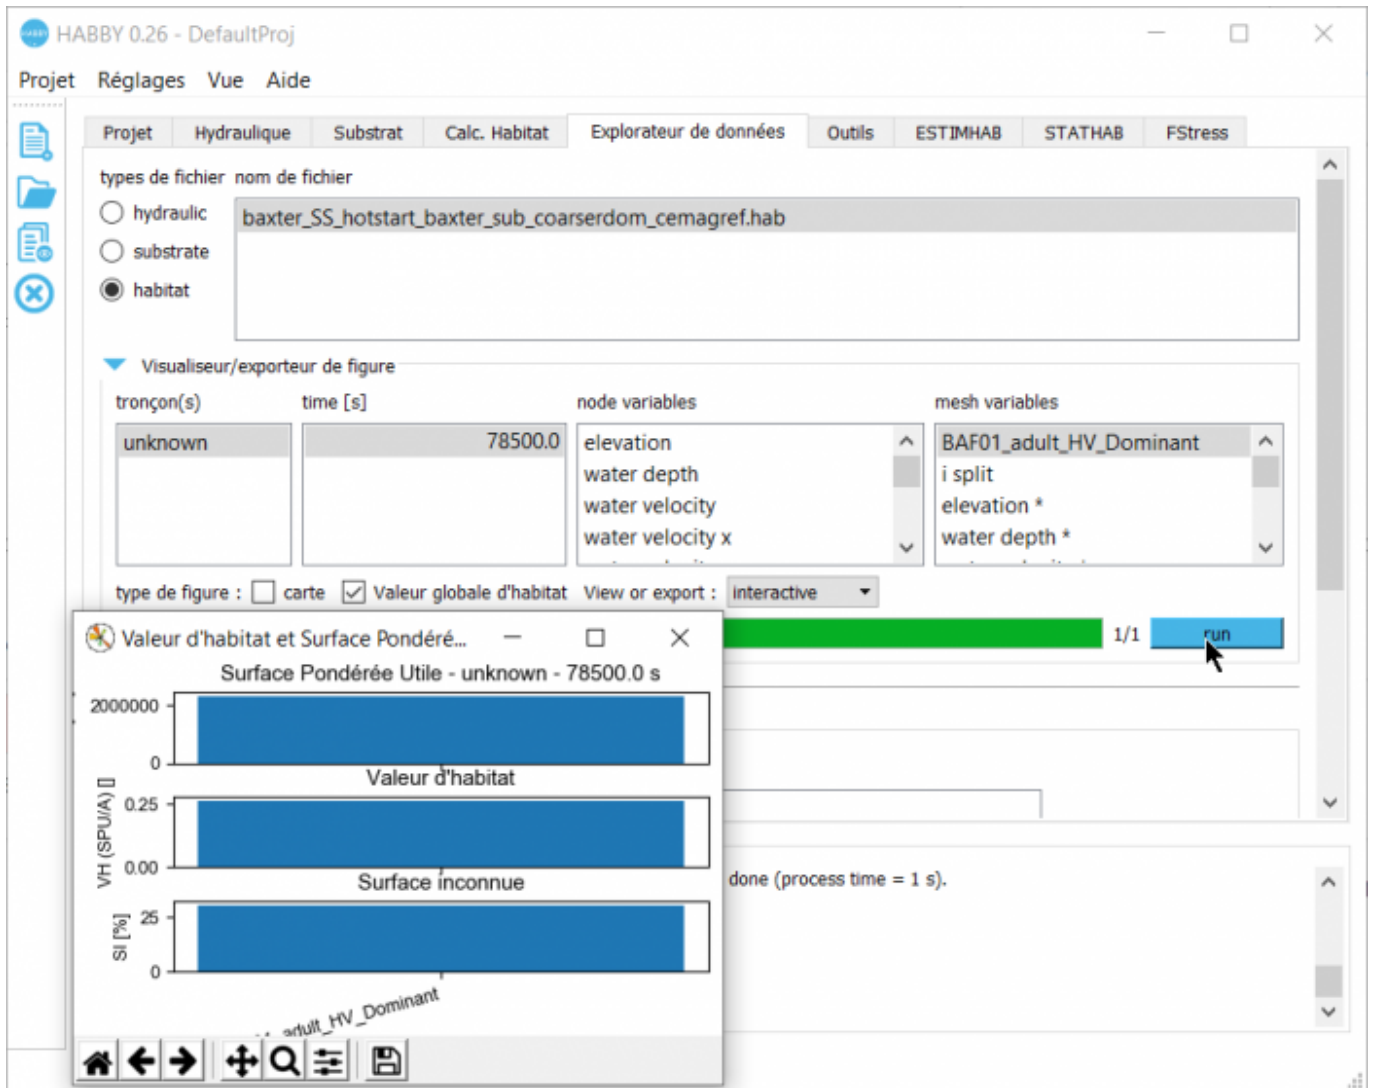 HABBY 0.26 - DefaultProj
Projet Réglages Vue Aide
Projet Hydraulique Substrat Calc. Habitat Explorateur de données Outils ESTIMHAB STATHAB FStress
types de fichier nom de fichier
hydraulic
baxter_SS_hotstart_baxter_sub_coarserdom_cemagref.hab
substrate
habitat
Visualiseur/exporteur de figure
tronçon(s) time [s] node variables mesh variables
unknown 78500.0 elevation BAF01_adult_HV_Dominant
water depth i split
water velocity elevation *
water velocity x water depth *
type de figure : carte Valeur globale d'habitat View or export : interactive
1/1 run
Valeur d'habitat et Surface Pondéré...
Surface Pondérée Utile - unknown - 78500.0 s
2000000
0
Valeur d'habitat
VH (SPU/A) []
0.25
0.00
Surface inconnue
SI [%]
25
0
adult_HV_Dominant
done (process time = 1 s).